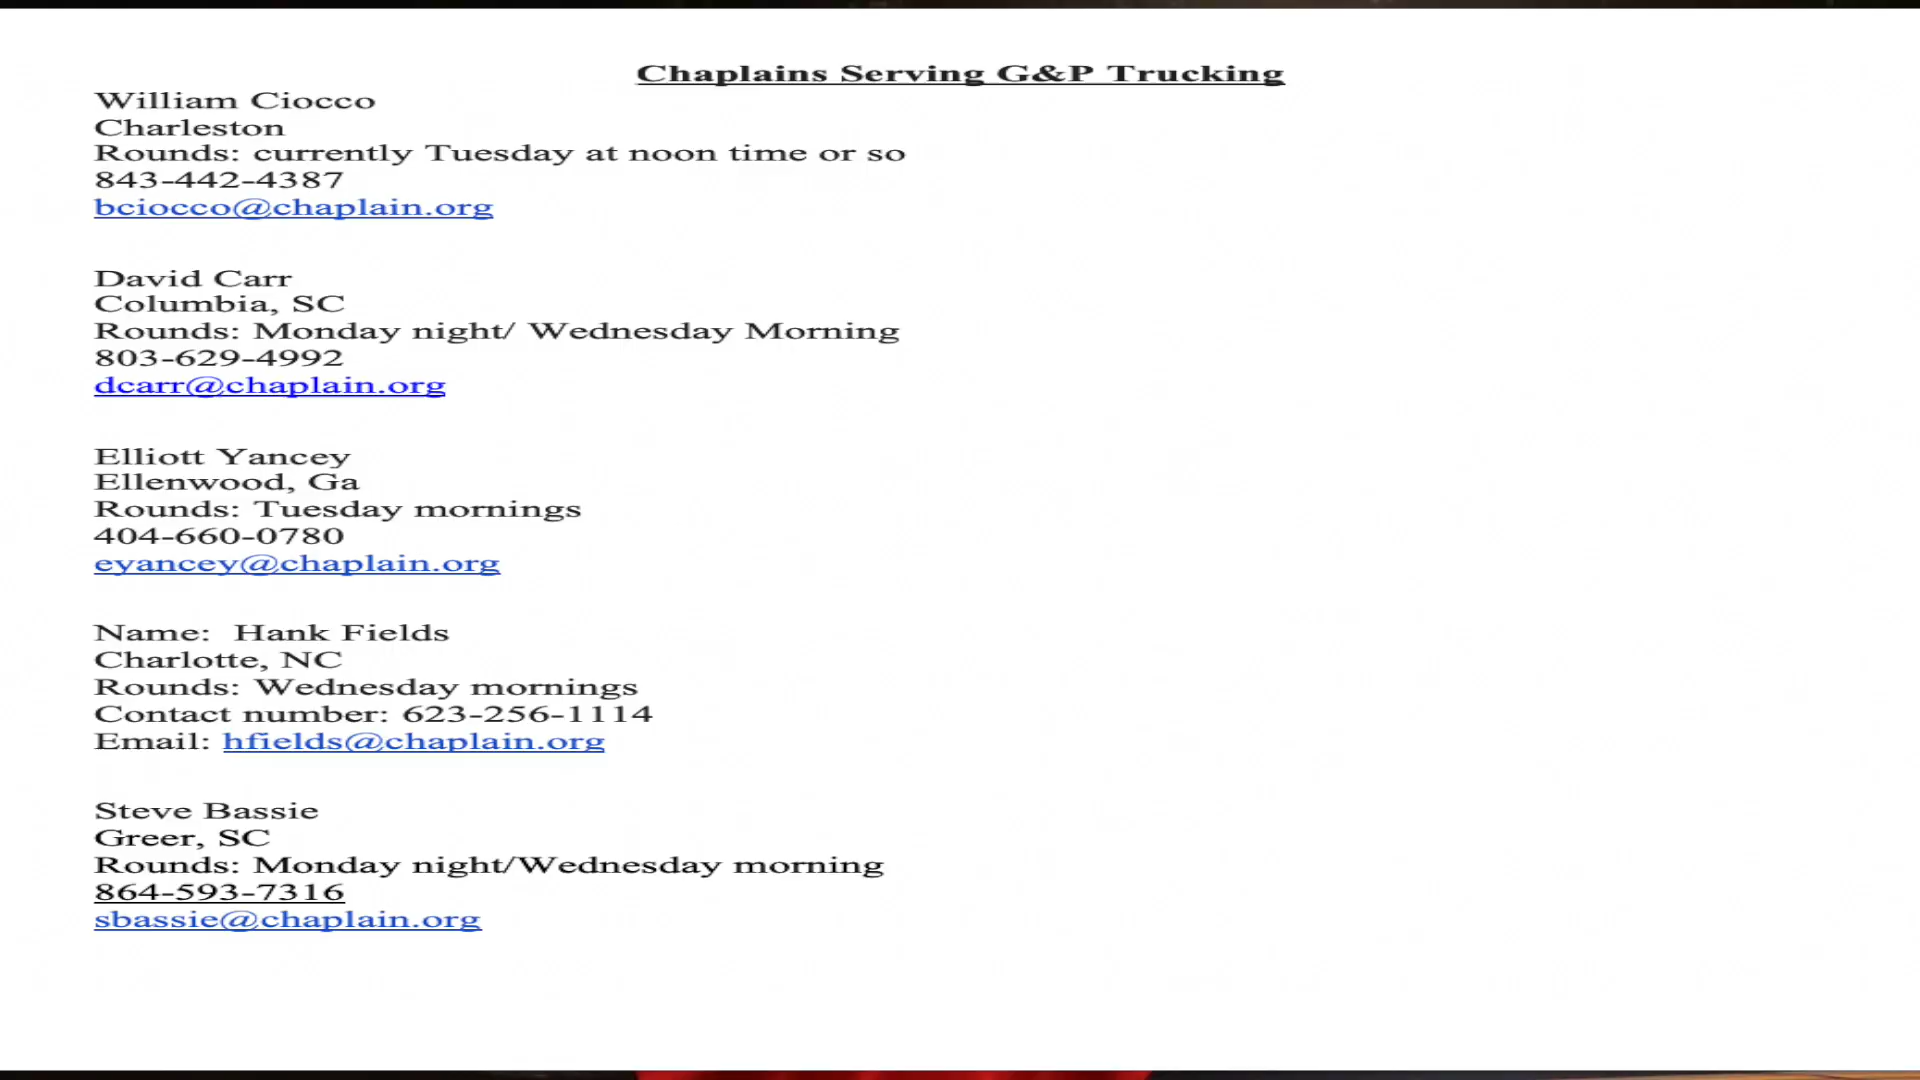 Chaplains Serving G&P Trucking
William Ciocco
Charleston
Rounds: currently Tuesday at noon time or so
843-442-4387
bciocco@chaplain.org
David Carr
Columbia, SC
Rounds: Monday night/ Wednesday Morning
803-629-4992
dcarr@chaplain.org
Elliott Yancey
Ellenwood, Ga
Rounds: Tuesday mornings
404-660-0780
eyancey@chaplain.org
Name:  Hank Fields
Charlotte, NC
Rounds: Wednesday mornings
Contact number: 623-256-1114
Email: hfields@chaplain.org
Steve Bassie
Greer, SC
Rounds: Monday night/Wednesday morning
864-593-7316
sbassie@chaplain.org